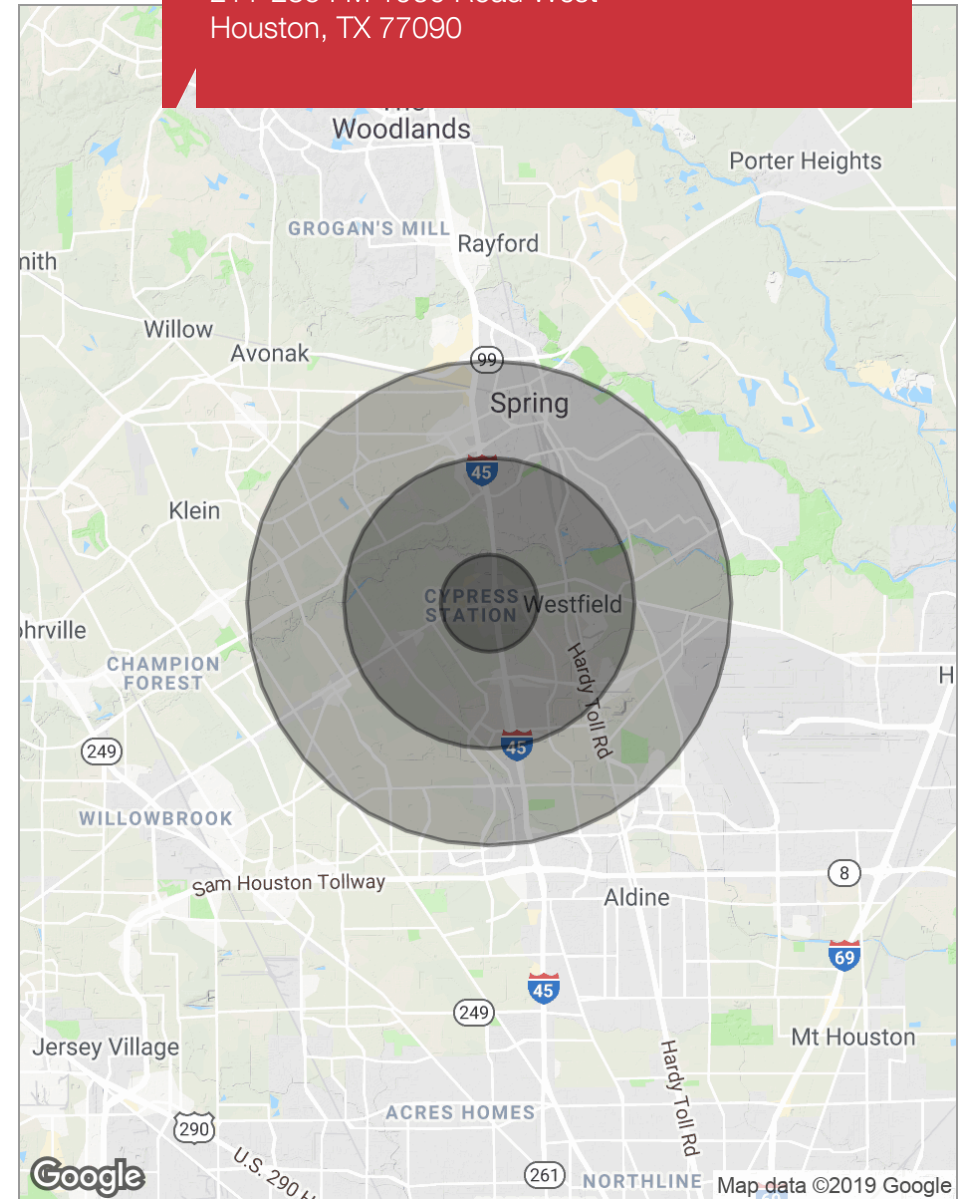 Houston, TX 77090
Woodlands
Porter Heights
GROGAN'S MILL
Rayford
Willow
Avonak
99
Spring
45
Klein
CYPRESS
STATION
Westfield
CHAMPION
FOREST
Hardy Toll Rd
249
45
WILLOWBROOK
8
Sam Houston Tollway
Aldine
69
45
249
Mt Houston
Jersey Village
Hardy Toll Rd
ACRES HOMES
290
U.S. 290 H
261
NORTHLINE
Google
Map data ©2019 Google